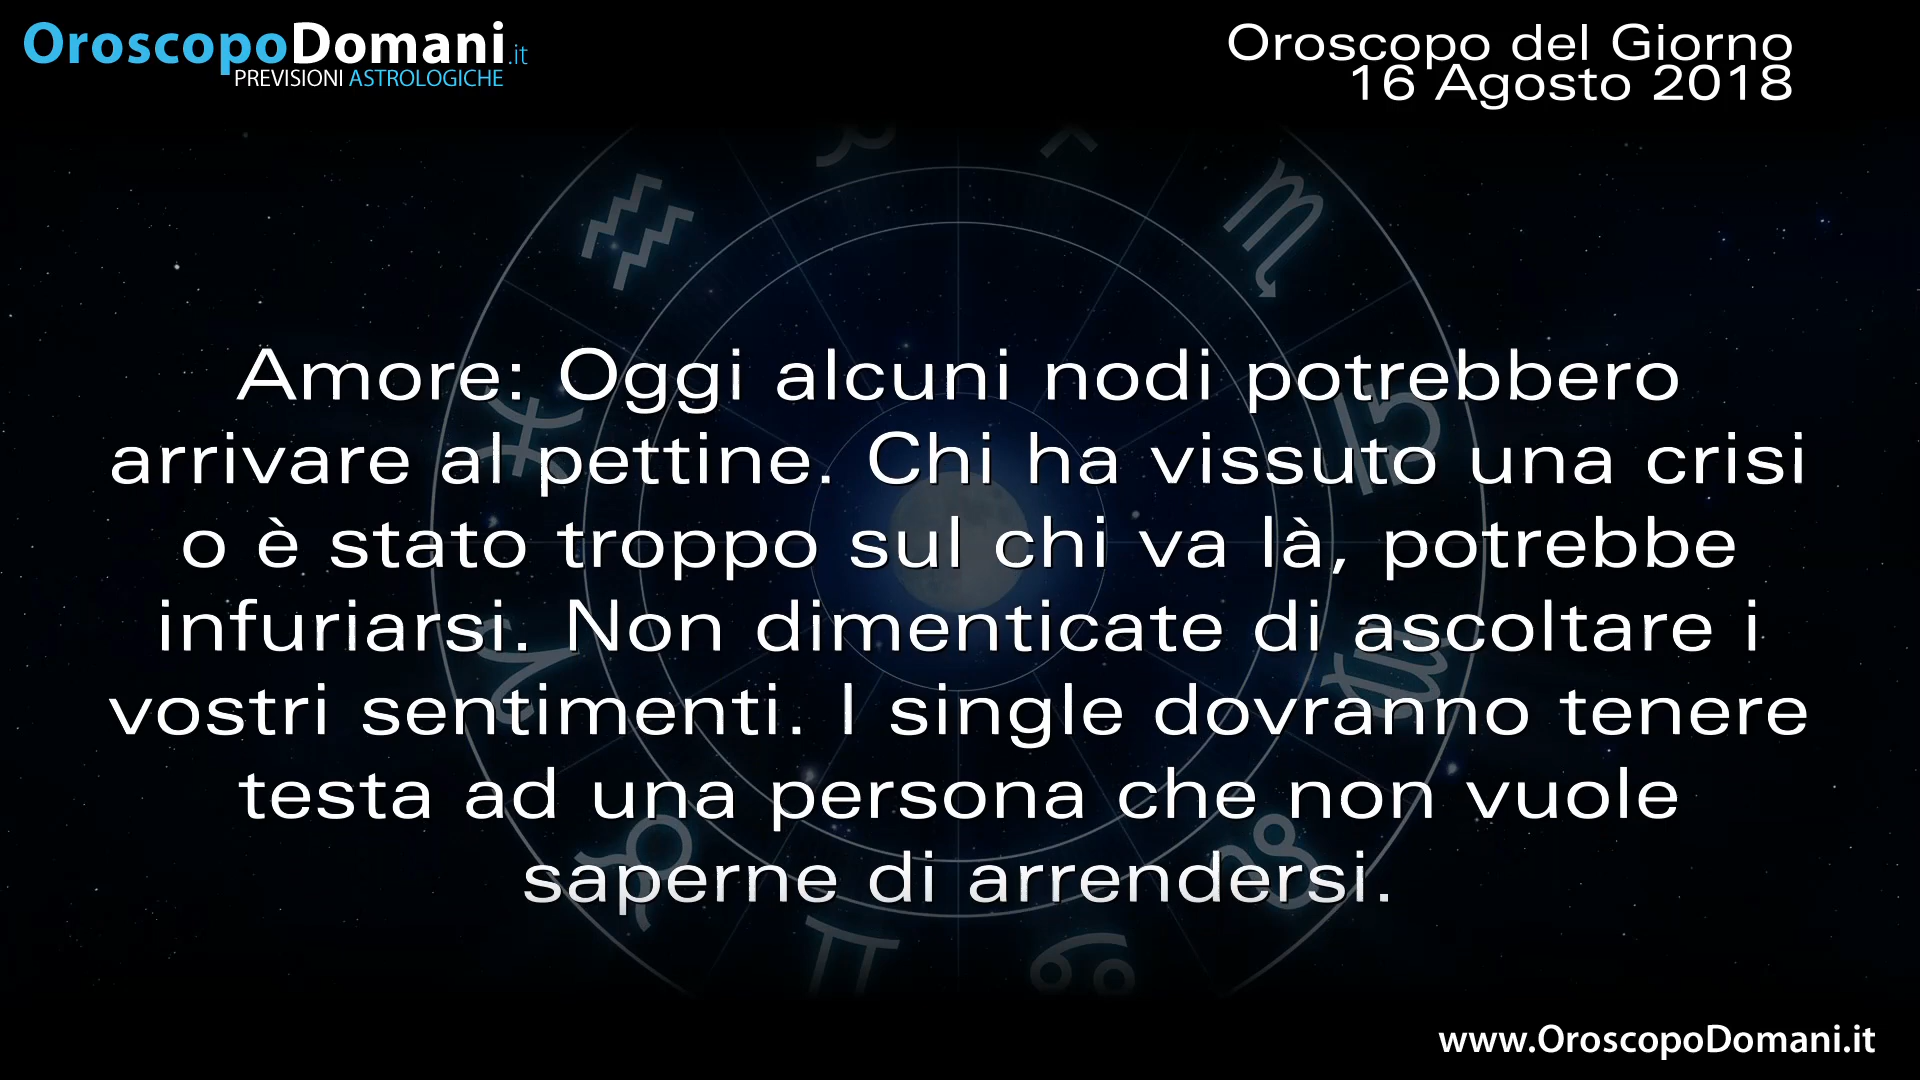 OroscopoDomani.it
PREVISIONI ASTROLOGICHE
Oroscopo del Giorno
16 Agosto 2018
Amore: Oggi alcuni nodi potrebbero
arrivare al pettine. Chi ha vissuto una crisi
o è stato troppo sul chi va là, potrebbe
infuriarsi. Non dimenticate di ascoltare i
vostri sentimenti. I single dovranno tenere
testa ad una persona che non vuole
saperne di arrendersi.
www.OroscopoDomani.it